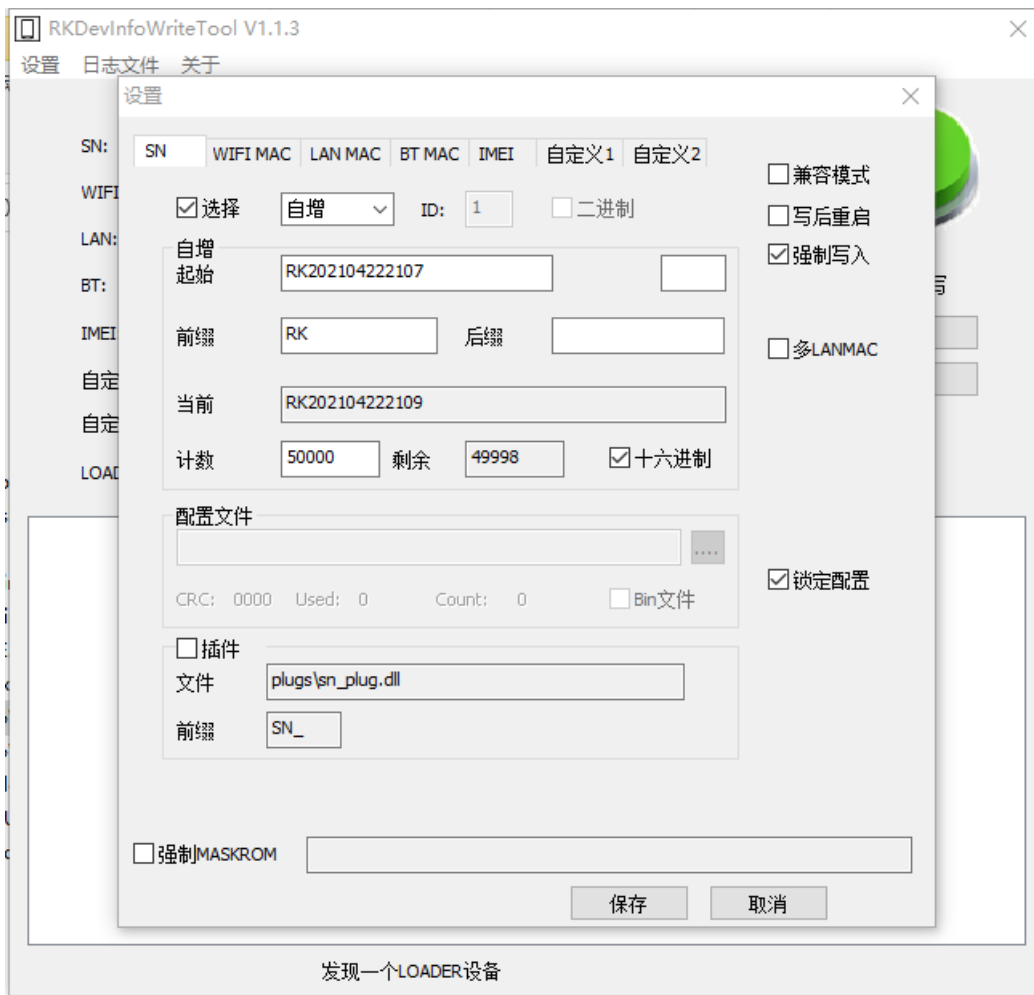 RKDevInfoWriteTool V1.1.3
设置 日志文件 关于
设置
SN WIFI MAC LAN MAC BT MAC IMEI 自定义1 自定义2
SN:
WIFI
LAN:
BT:
IMEI
自定
自定
LOAD
选择 自增 ID: 1 二进制
自增
起始 RK202104222107
前缀 RK 后缀
当前 RK202104222109
计数 50000 剩余 49998 十六进制
配置文件
....
CRC: 0000 Used: 0 Count: 0 Bin文件
插件
文件 plugs\sn_plug.dll
前缀 SN_
兼容模式
写后重启
强制写入
写
多LANMAC
锁定配置
强制MASKROM
保存 取消
发现一个LOADER设备